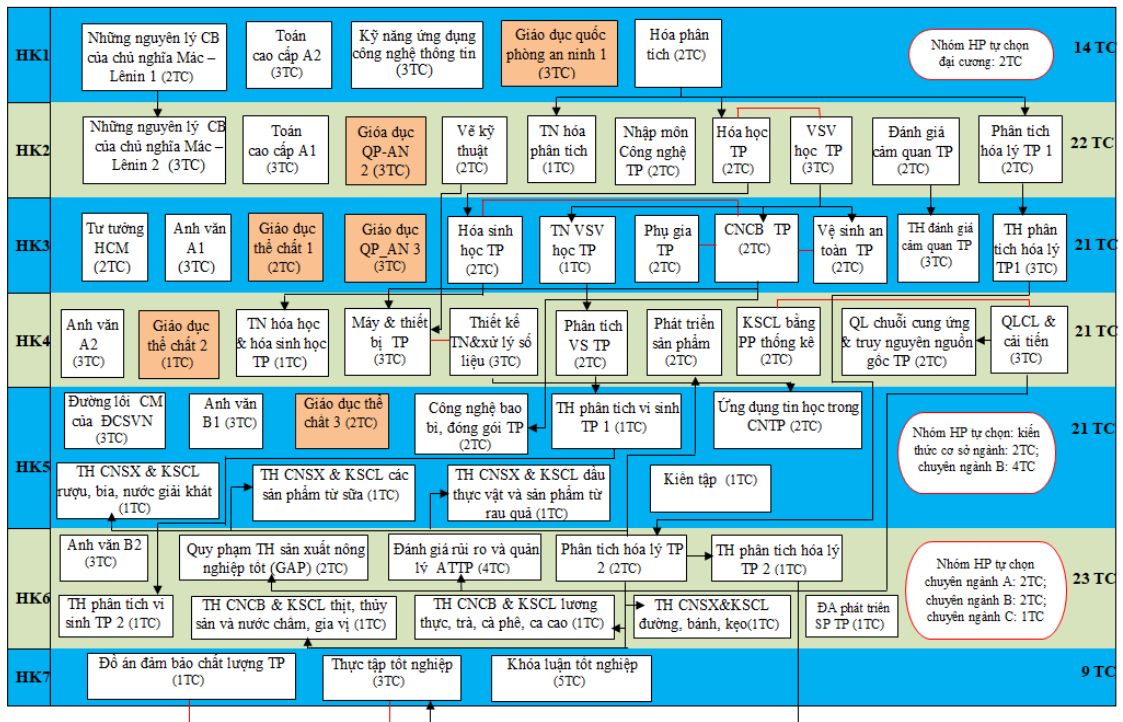 HK1
Những nguyên lý CB
của chủ nghĩa Mác –
Lênin 1 (2TC)
Toán
cao cấp A2
(3TC)
Kỹ năng ứng dụng
công nghệ thông tin
(3TC)
Giáo dục quốc
phòng an ninh 1
(3TC)
Hóa phân
tích (2TC)
Nhóm HP tự chọn
đại cương: 2TC
14 TC
HK2
Những nguyên lý CB
của chủ nghĩa Mác –
Lênin 2 (3TC)
Toán
cao cấp A1
(3TC)
Gióa dục
QP-AN
2 (3TC)
Vẽ kỹ
thuật
(2TC)
TN hóa
phân tích
(1TC)
Nhập môn
Công nghệ
TP (2TC)
Hóa học
TP
(2TC)
VSV
học TP
(3TC)
Đánh giá
cảm quan TP
(2TC)
Phân tích
hóa lý TP 1
(2TC)
22 TC
HK3
Tư tưởng
HCM
(2TC)
Anh văn
A1
(3TC)
Giáo dục
thể chất 1
(2TC)
Giáo dục
QP_AN 3
(3TC)
Hóa sinh
học TP
(2TC)
TN VSV
học TP
(1TC)
Phụ gia
TP
(2TC)
CNCB TP
(2TC)
Vệ sinh an
toàn TP
(2TC)
TH đánh giá
cảm quan TP
(3TC)
TH phân
tích hóa lý
TP1 (3TC)
21 TC
HK4
Anh văn
A2
(3TC)
Giáo dục
thể chất 2
(1TC)
TN hóa học
& hóa sinh học
TP (1TC)
Máy & thiết
bị TP
(3TC)
Thiết kế
TN&xử lý số
liệu (3TC)
Phân tích
VS TP
(2TC)
Phát triển
sản phẩm
(2TC)
KSCL bằng
PP thống kê
(2TC)
QL chuỗi cung ứng
& truy nguyên nguồn
gốc TP (2TC)
QLCL &
cải tiến
(3TC)
21 TC
HK5
Đường lối CM
của ĐCSVN
(3TC)
Anh văn
B1 (3TC)
Giáo dục thể
chất 3 (2TC)
Công nghệ bao
bì, đóng gói TP
(2TC)
TH phân tích vi sinh
TP 1 (1TC)
Ứng dụng tin học trong
CNTP (2TC)
Nhóm HP tự chọn: kiến
thức cơ sở ngành: 2TC;
chuyên ngành B: 4TC
21 TC
TH CNSX & KSCL
rượu, bia, nước giải khát
(1TC)
TH CNSX & KSCL các
sản phẩm từ sữa (1TC)
TH CNSX & KSCL dầu
thực vật và sản phẩm từ
rau quả (1TC)
Kiến tập (1TC)
HK6
Anh văn B2
(3TC)
Quy phạm TH sản xuất nông
nghiệp tốt (GAP) (2TC)
Đánh giá rủi ro và quản
lý ATTP (4TC)
Phân tích hóa lý TP
2 (2TC)
TH phân tích hóa lý
TP 2 (1TC)
Nhóm HP tự chọn
chuyên ngành A: 2TC;
chuyên ngành B: 2TC;
chuyên ngành C: 1TC
23 TC
TH phân tích vi
sinh TP 2 (1TC)
TH CNCB & KSCL thịt, thủy
sản và nước chấm, gia vị (1TC)
TH CNCB & KSCL lương
thực, trà, cà phê, ca cao (1TC)
TH CNSX&KSCL
đường, bánh, kẹo(1TC)
ĐA phát triển
SP TP (1TC)
HK7
Đồ án đảm bảo chất lượng TP
(1TC)
Thực tập tốt nghiệp
(3TC)
Khóa luận tốt nghiệp
(5TC)
9 TC